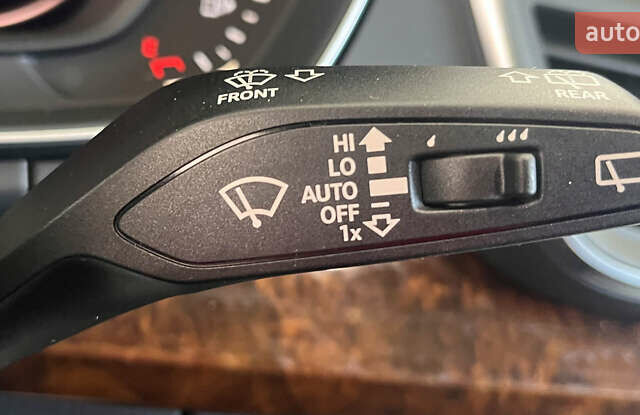 auto
FRONT
REAR
HI
LO
AUTO
OFF
1x